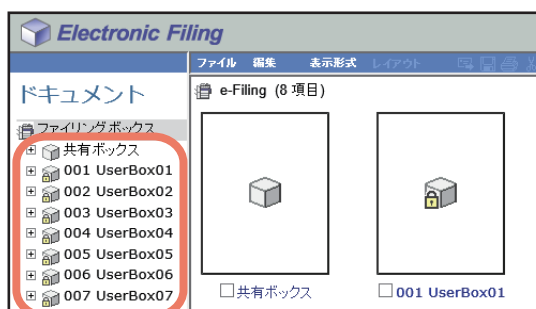 Electronic Filing
ファイル 編集 表示形式 レイアウト
ドキュメント
e-Filing (8 項目)
ファイリングボックス
共有ボックス
001 UserBox01
002 UserBox02
003 UserBox03
004 UserBox04
005 UserBox05
006 UserBox06
007 UserBox07
共有ボックス
001 UserBox01